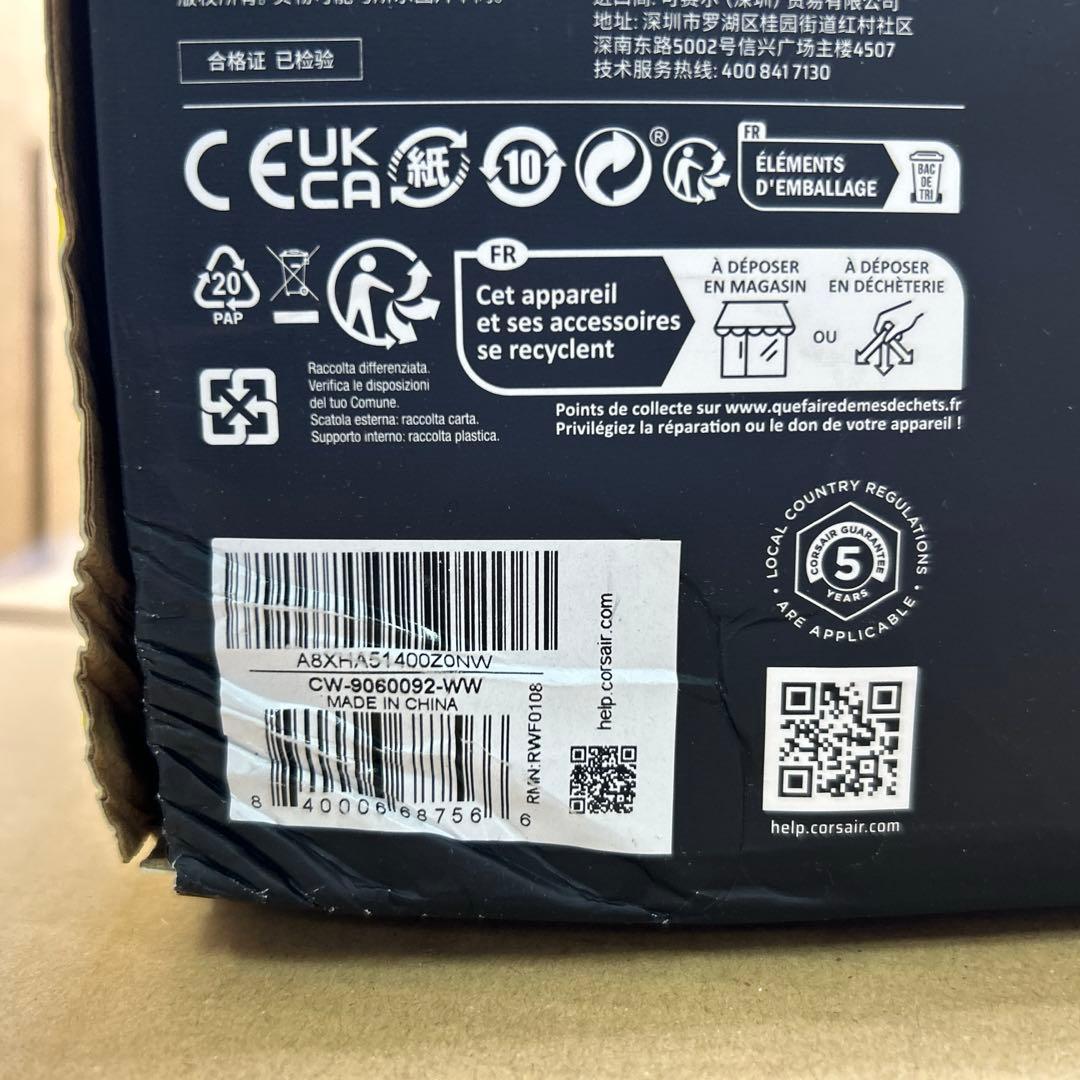 合格证 已检验
地址: 深圳市罗湖区桂园街道红村社区
深南东路5002号信兴广场主楼4507
技术服务热线: 400 841 7130
CE
UK
CA
紙
10
®
FR
ÉLÉMENTS
D'EMBALLAGE
BAC
DE
TRI
20
PAP
FR
Cet appareil
et ses accessoires
se recyclent
À DÉPOSER
EN MAGASIN
OU
À DÉPOSER
EN DÉCHÈTERIE
Points de collecte sur www.quefairedemesdechets.fr
Privilégiez la réparation ou le don de votre appareil !
Raccolta differenziata.
Verifica le disposizioni
del tuo Comune.
Scatola esterna: raccolta carta.
Supporto interno: raccolta plastica.
LOCAL COUNTRY REGULATIONS
• ARE APPLICABLE •
CORSAIR GUARANTEE
5
YEARS
A8XHA51400Z0NW
CW-9060092-WW
MADE IN CHINA
8 40006 68756 6
RMN:RWF0108
help.corsair.com
help.corsair.com